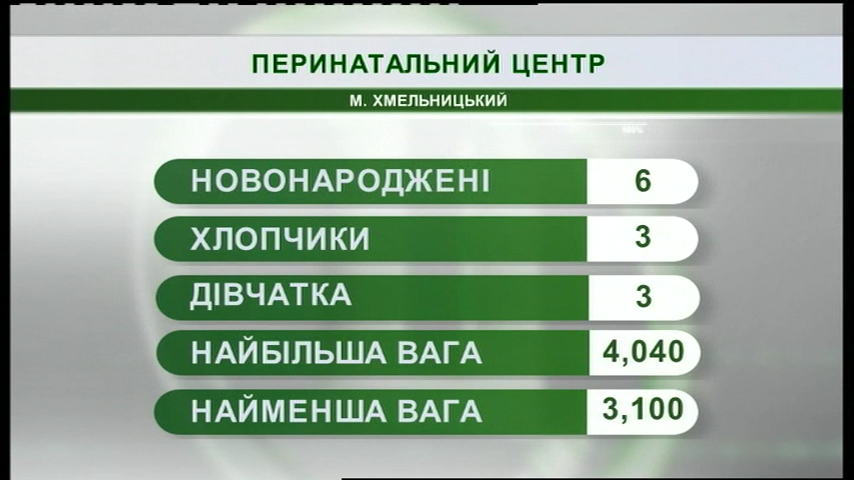 ПЕРИНАТАЛЬНИЙ ЦЕНТР
М. ХМЕЛЬНИЦЬКИЙ
НОВОНАРОДЖЕНІ 6
ХЛОПЧИКИ 3
ДІВЧАТКА 3
НАЙБІЛЬША ВАГА 4,040
НАЙМЕНША ВАГА 3,100